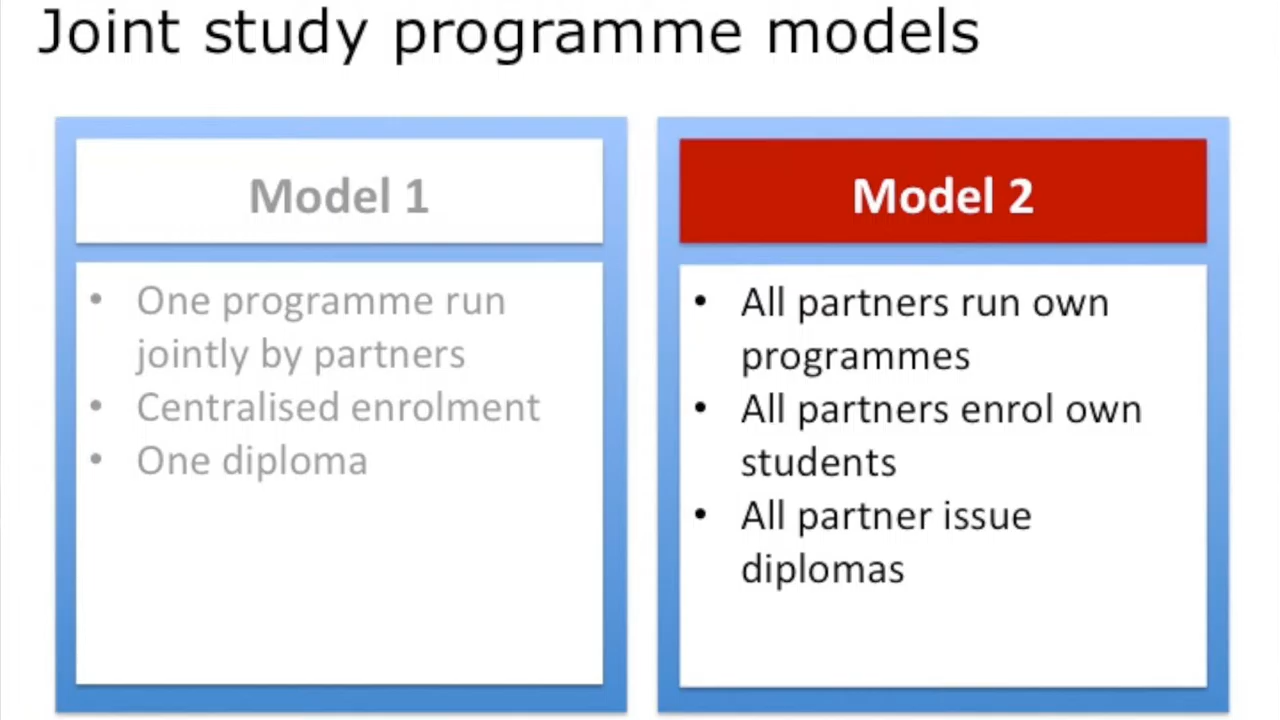 Joint study programme models
Model 1
• One programme run
jointly by partners
• Centralised enrolment
• One diploma
Model 2
• All partners run own
programmes
• All partners enrol own
students
• All partner issue
diplomas